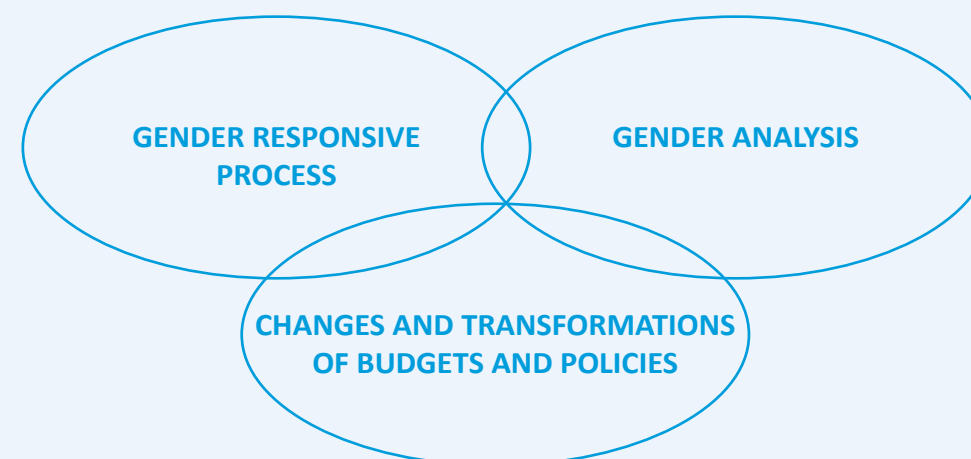 GENDER RESPONSIVE
PROCESS
GENDER ANALYSIS
CHANGES AND TRANSFORMATIONS
OF BUDGETS AND POLICIES